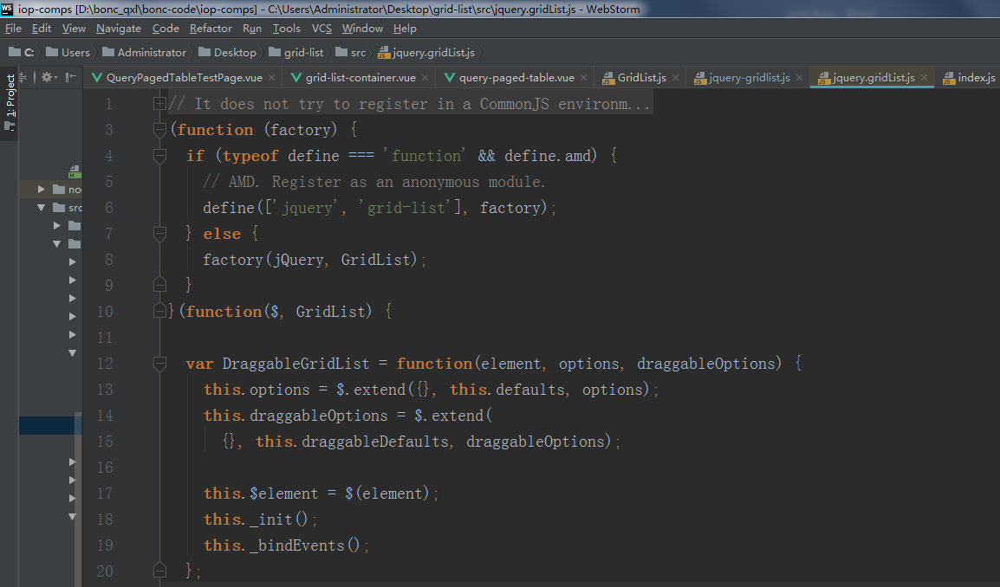 WS iop-comps [D:\bonc_qxl\bonc-code\iop-comps] - C:\Users\Administrator\Desktop\grid-list\src\jquery.gridList.js - WebStorm
File Edit View Navigate Code Refactor Run Tools VCS Window Help
C: Users Administrator Desktop grid-list src jquery.gridList.js
1: Project
QueryPagedTableTestPage.vue grid-list-container.vue query-paged-table.vue GridList.js jquery-gridlist.js jquery.gridList.js index.js
no
src
1 // It does not try to register in a CommonJS environm...
3 (function (factory) {
4 if (typeof define === 'function' && define.amd) {
5 // AMD. Register as an anonymous module.
6 define(['jquery', 'grid-list'], factory);
7 } else {
8 factory(jQuery, GridList);
9 }
10 }(function($, GridList) {
11
12 var DraggableGridList = function(element, options, draggableOptions) {
13 this.options = $.extend({}, this.defaults, options);
14 this.draggableOptions = $.extend(
15 {}, this.draggableDefaults, draggableOptions);
16
17 this.$element = $(element);
18 this._init();
19 this._bindEvents();
20 };